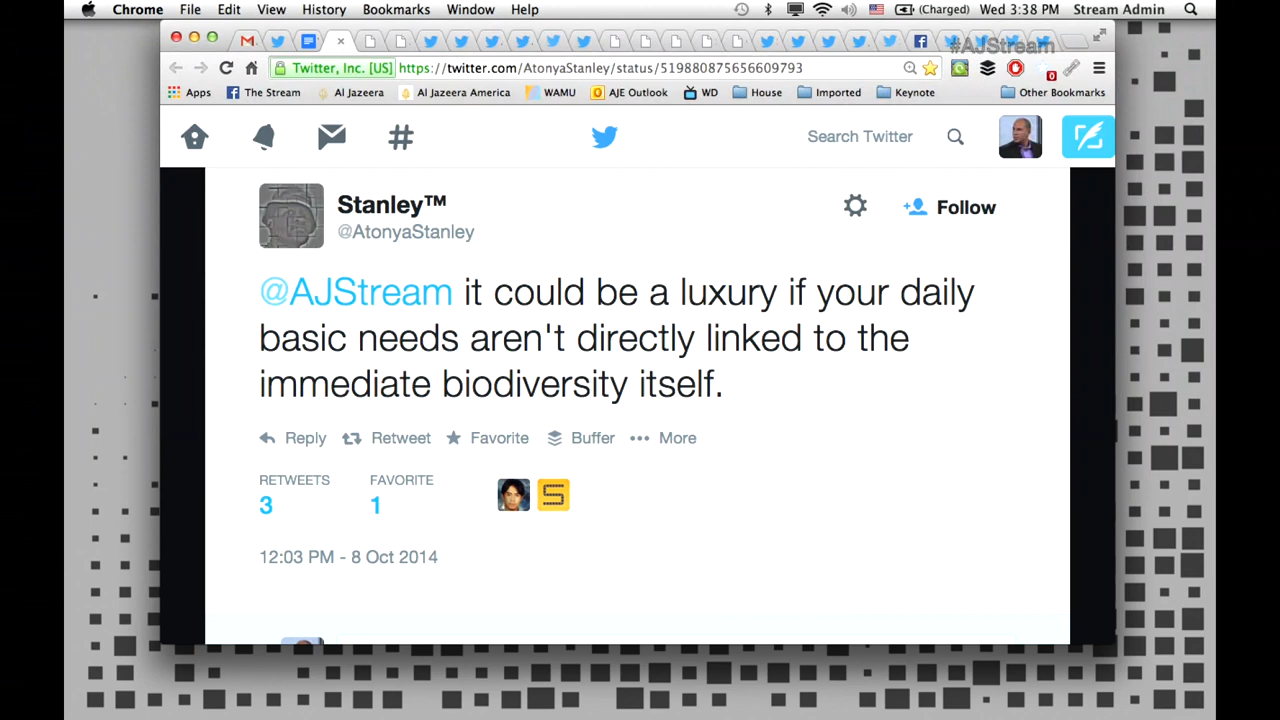 Chrome File Edit View History Bookmarks Window Help (Charged) Wed 3:38 PM Stream Admin
#AJStream
Twitter, Inc. [US] https://twitter.com/AtonyaStanley/status/519880875656609793
0
Apps The Stream Al Jazeera Al Jazeera America WAMU AJE Outlook WD House Imported Keynote Other Bookmarks
Search Twitter
Stanley™
@AtonyaStanley
Follow
@AJStream it could be a luxury if your daily
basic needs aren't directly linked to the
immediate biodiversity itself.
Reply Retweet Favorite Buffer More
RETWEETS FAVORITE
3 1
12:03 PM - 8 Oct 2014